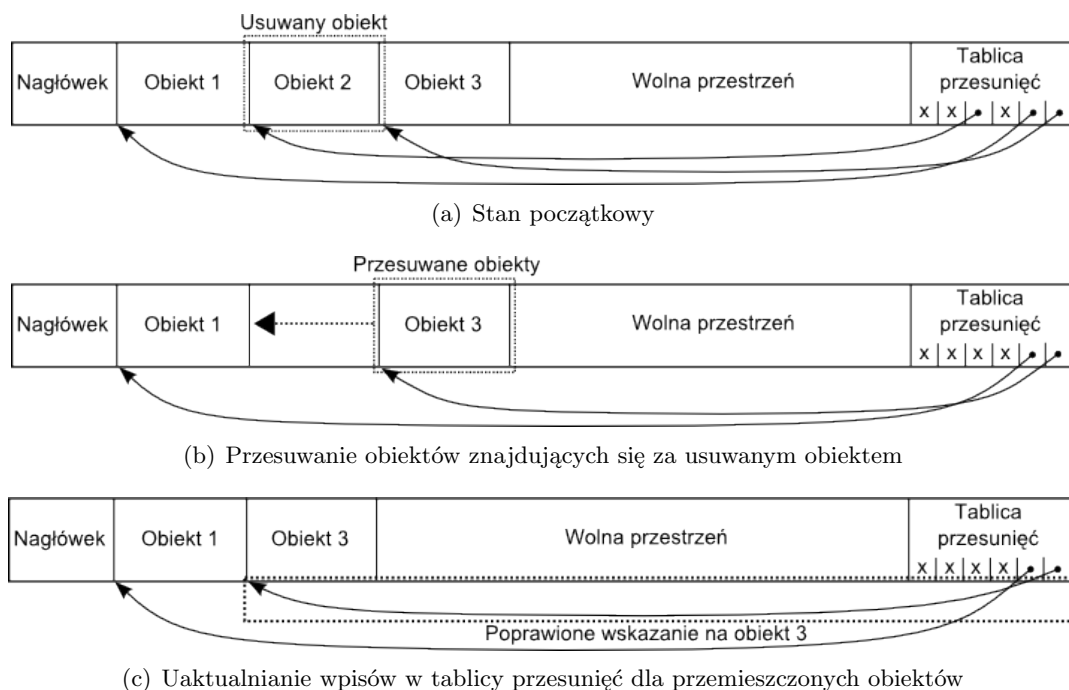 Usuwany obiekt
Nagłówek Obiekt 1 Obiekt 2 Obiekt 3 Wolna przestrzeń Tablica przesunięć
x x x
(a) Stan początkowy
Przesuwane obiekty
Nagłówek Obiekt 1 Obiekt 3 Wolna przestrzeń Tablica przesunięć
x x x x
(b) Przesuwanie obiektów znajdujących się za usuwanym obiektem
Nagłówek Obiekt 1 Obiekt 3 Wolna przestrzeń Tablica przesunięć
x x x x
Poprawione wskazanie na obiekt 3
(c) Uaktualnianie wpisów w tablicy przesunięć dla przemieszczonych obiektów